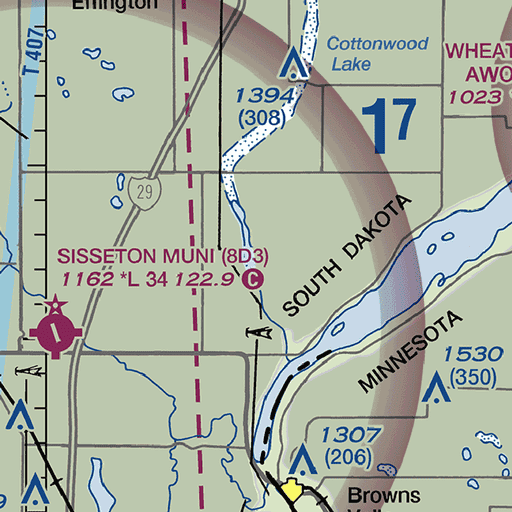 Effington
T 407
Cottonwood
Lake
WHEAT
AWO
1023
1394
(308)
17
29
SISSETON MUNI (8D3)
1162 *L 34 122.9 C
SOUTH DAKOTA
MINNESOTA
1530
(350)
1307
(206)
Browns